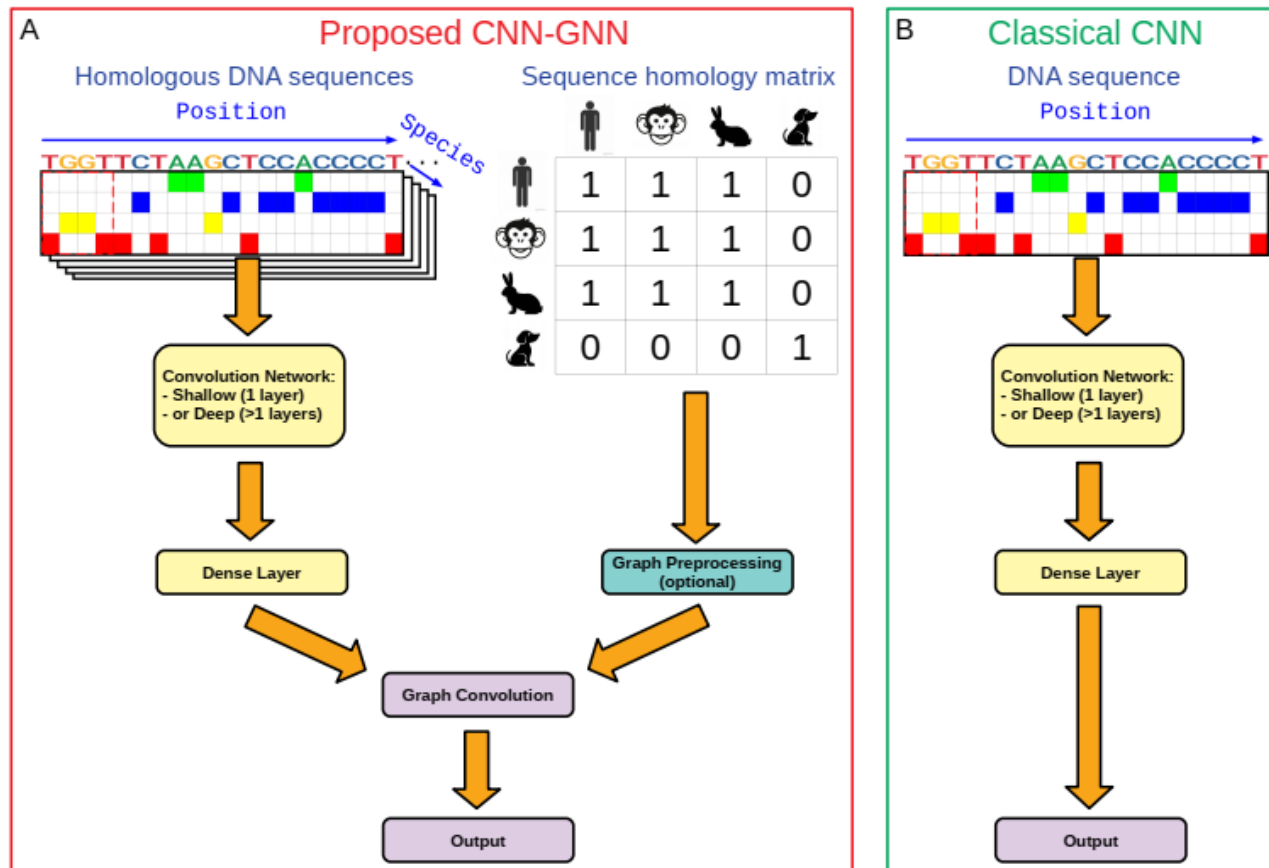 A
Proposed CNN-GNN
Homologous DNA sequences
Position
Species
TGGTTCTAAGCTCCACCCCT...
Sequence homology matrix
1 1 1 0
1 1 1 0
1 1 1 0
0 0 0 1
Convolution Network:
- Shallow (1 layer)
- or Deep (>1 layers)
Dense Layer
Graph Preprocessing
(optional)
Graph Convolution
Output
B
Classical CNN
DNA sequence
Position
TGGTTCTAAGCTCCACCCCT
Convolution Network:
- Shallow (1 layer)
- or Deep (>1 layers)
Dense Layer
Output